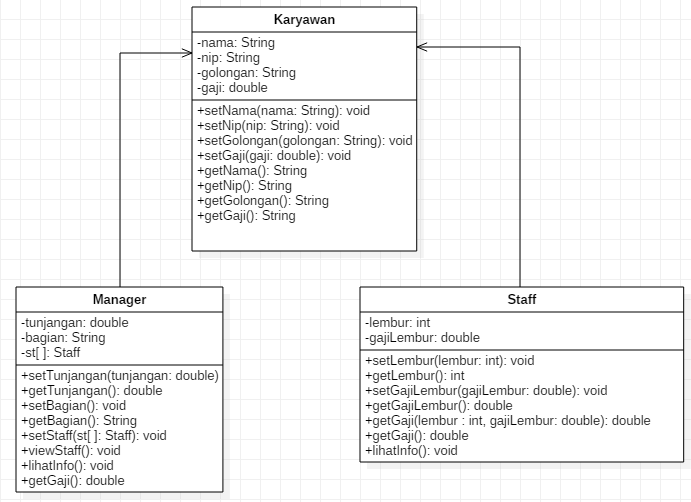 Karyawan
-nama: String
-nip: String
-golongan: String
-gaji: double
+setNama(nama: String): void
+setNip(nip: String): void
+setGolongan(golongan: String): void
+setGaji(gaji: double): void
+getNama(): String
+getNip(): String
+getGolongan(): String
+getGaji(): String
Manager
-tunjangan: double
-bagian: String
-st[ ]: Staff
+setTunjangan(tunjangan: double)
+getTunjangan(): double
+setBagian(): void
+getBagian(): String
+setStaff(st[ ]: Staff): void
+viewStaff(): void
+lihatInfo(): void
+getGaji(): double
Staff
-lembur: int
-gajiLembur: double
+setLembur(lembur: int): void
+getLembur(): int
+setGajiLembur(gajiLembur: double): void
+getGajiLembur(): double
+getGaji(lembur : int, gajiLembur: double): double
+getGaji(): double
+lihatInfo(): void